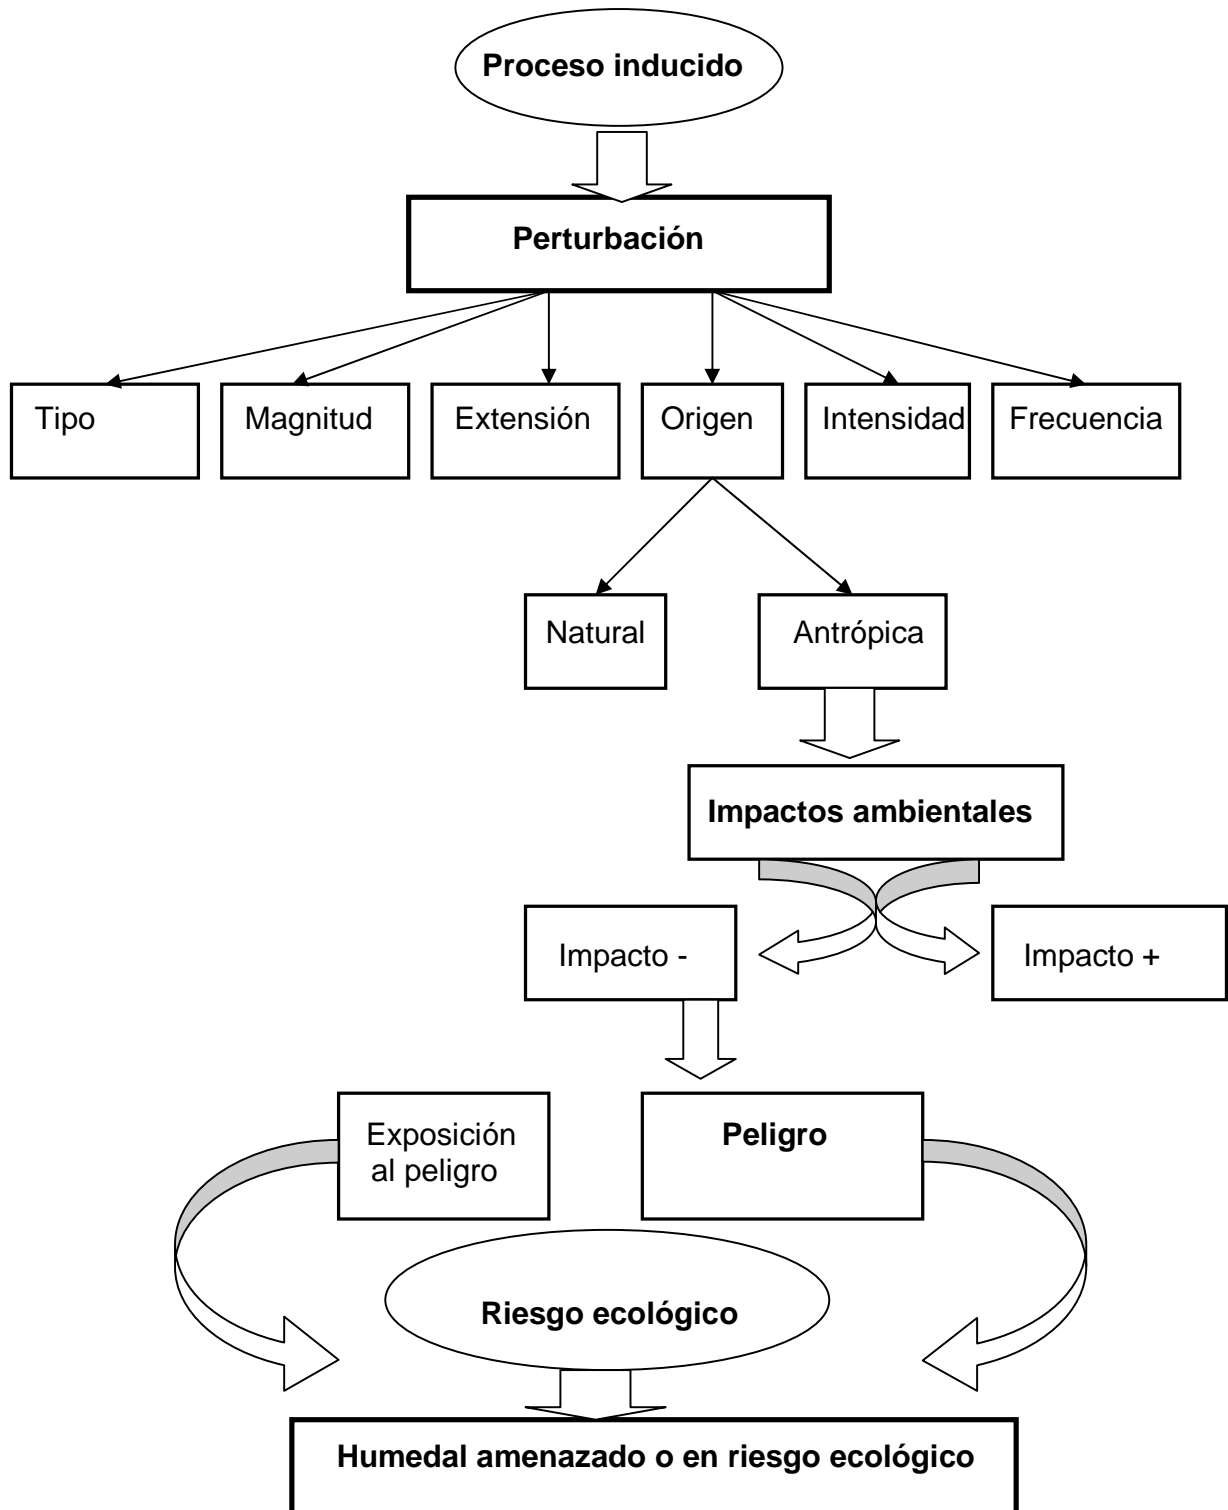 Proceso inducido
Perturbación
Tipo
Magnitud
Extensión
Origen
Intensidad
Frecuencia
Natural
Antrópica
Impactos ambientales
Impacto -
Impacto +
Exposición
al peligro
Peligro
Riesgo ecológico
Humedal amenazado o en riesgo ecológico